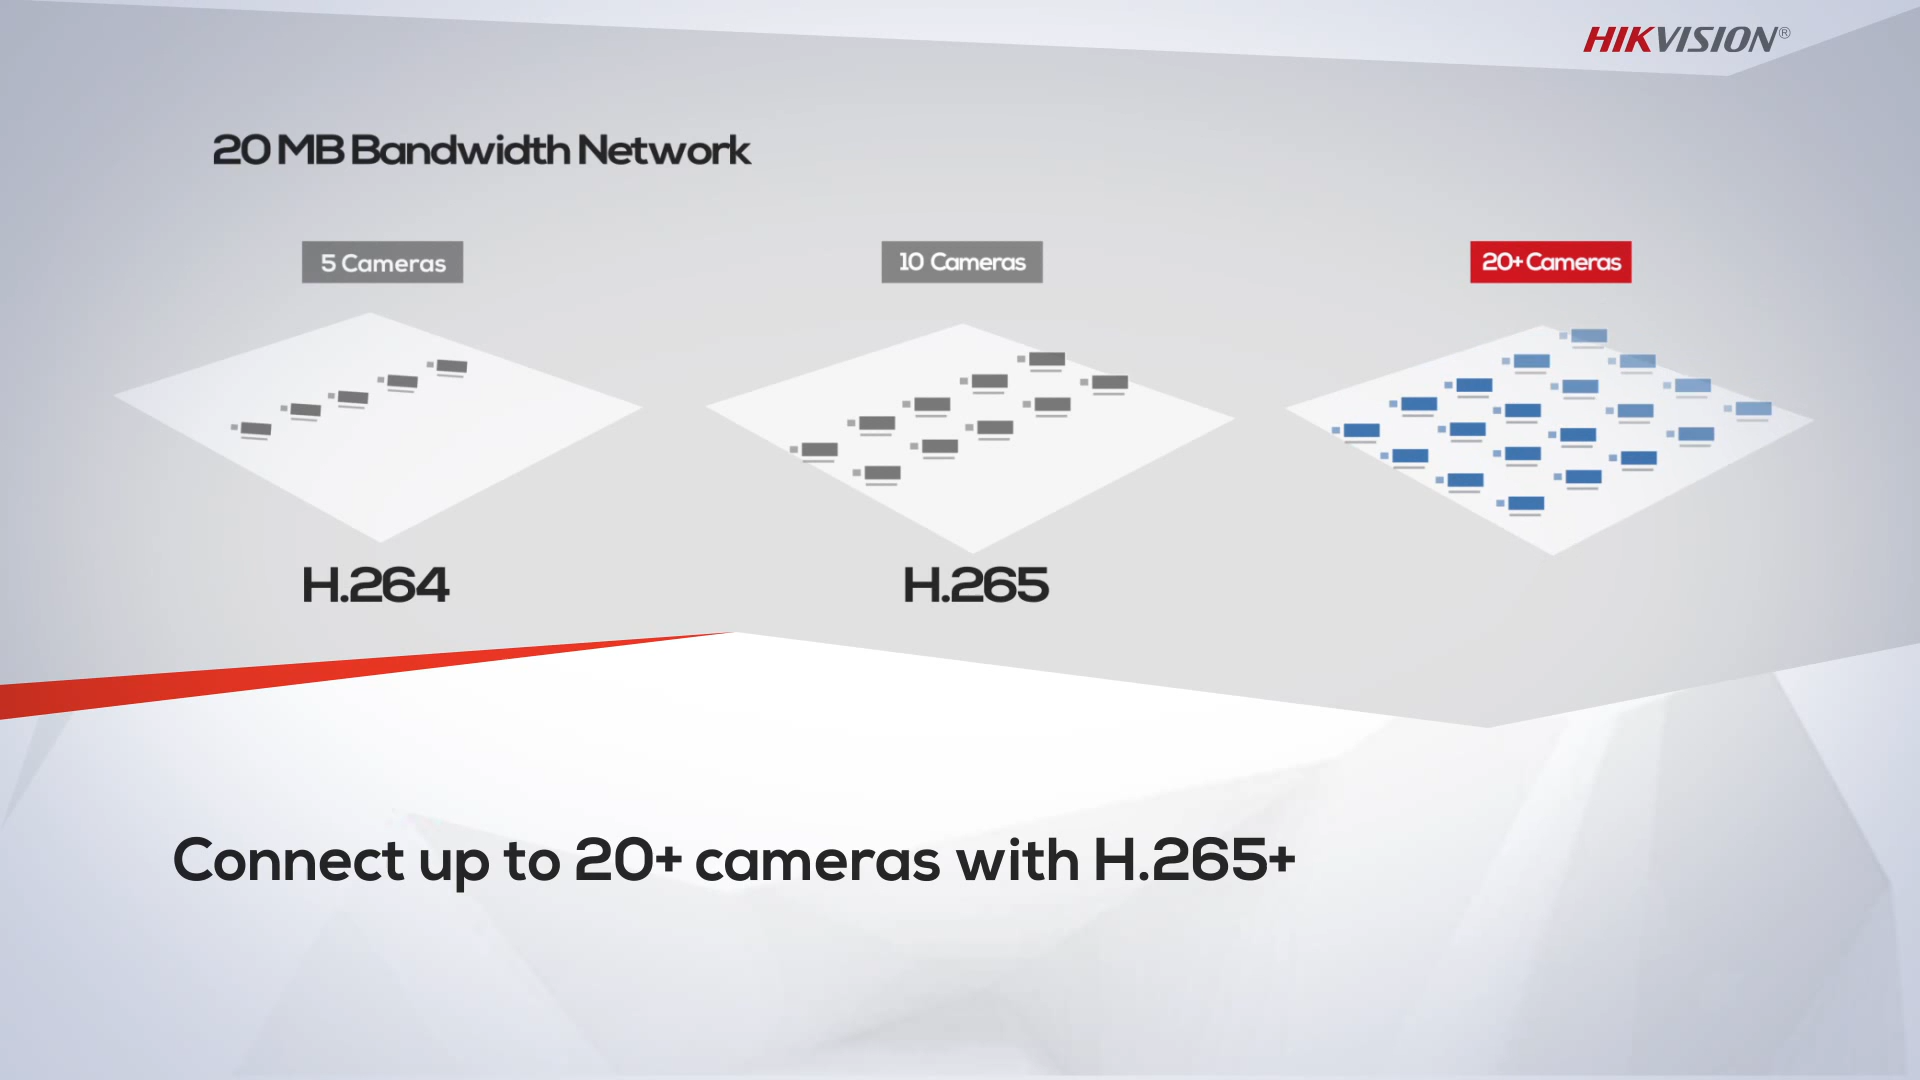 HIKVISION®
20 MB Bandwidth Network
5 Cameras
10 Cameras
20+ Cameras
H.264
H.265
Connect up to 20+ cameras with H.265+